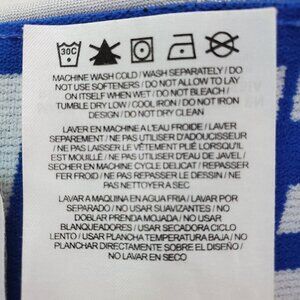 30C
MACHINE WASH COLD / WASH SEPARATELY / DO
NOT USE SOFTENERS / DO NOT ALLOW TO LAY
ON ITSELF WHEN WET / DO NOT BLEACH /
TUMBLE DRY LOW / COOL IRON / DO NOT IRON
DESIGN / DO NOT DRY CLEAN
LAVER EN MACHINE A L'EAU FROIDE / LAVER
SEPAREMENT / NE PAS UTILISER D'ADOUCISSEUR
/ NE PAS LAISSER LE VÊTEMENT PLIÉ LORSQU'IL
EST MOUILLÉ / NE PAS UTILISER D'EAU DE JAVEL /
SECHER EN MACHINE CYCLE DELICAT / REPASSER
FER FROID / NE PAS REPASSER LE DESSIN / NE
PAS NETTOYER A SEC
LAVAR A MAQUINA EN AGUA FRIA / LAVAR POR
SEPARADO / NO USAR SUAVIZANTES / NO
DOBLAR PRENDA MOJADA / NO USAR
BLANQUEADORES / USAR SECADORA CICLO
LENTO / USAR PLANCHA TEMPERATURA BAJA / NO
PLANCHAR DIRECTAMENTE SOBRE EL DISEÑO /
NO LAVAR EN SECO